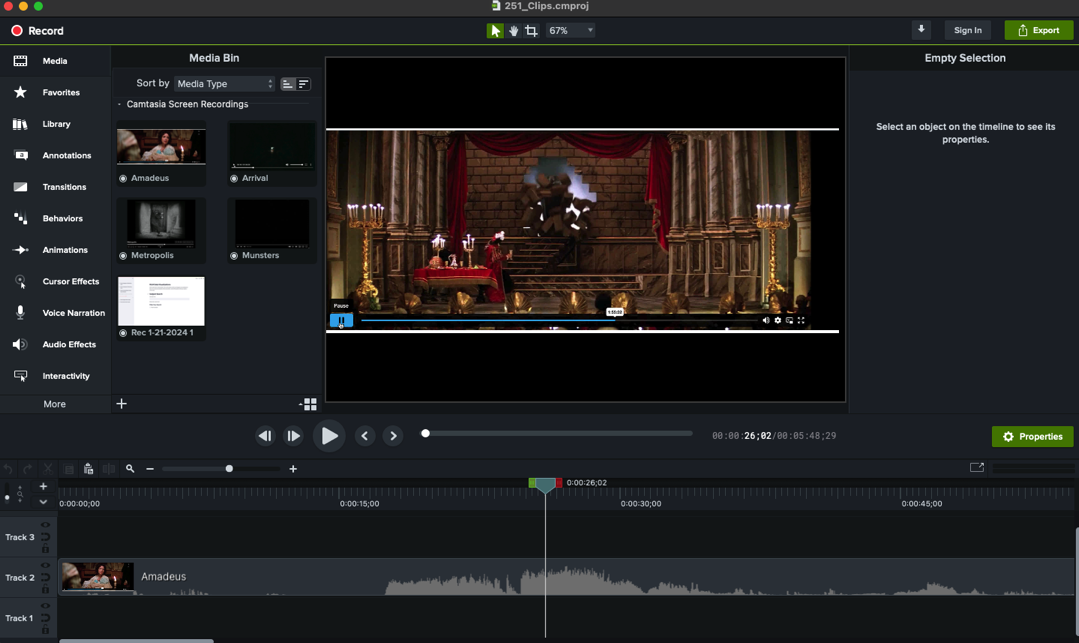 251_Clips.cmproj
Record
67%
Sign In
Export
Media
Favorites
Library
Annotations
Transitions
Behaviors
Animations
Cursor Effects
Voice Narration
Audio Effects
Interactivity
More
Media Bin
Sort by Media Type
Camtasia Screen Recordings
Amadeus
Arrival
Metropolis
Munsters
Rec 1-21-2024 1
Pause
Empty Selection
Select an object on the timeline to see its
properties.
00:00:26;02/00:05:48;29
Properties
0:00:26;02
0:00:00;00
0:00:15;00
0:00:30;00
0:00:45;00
Track 3
Track 2
Amadeus
Track 1